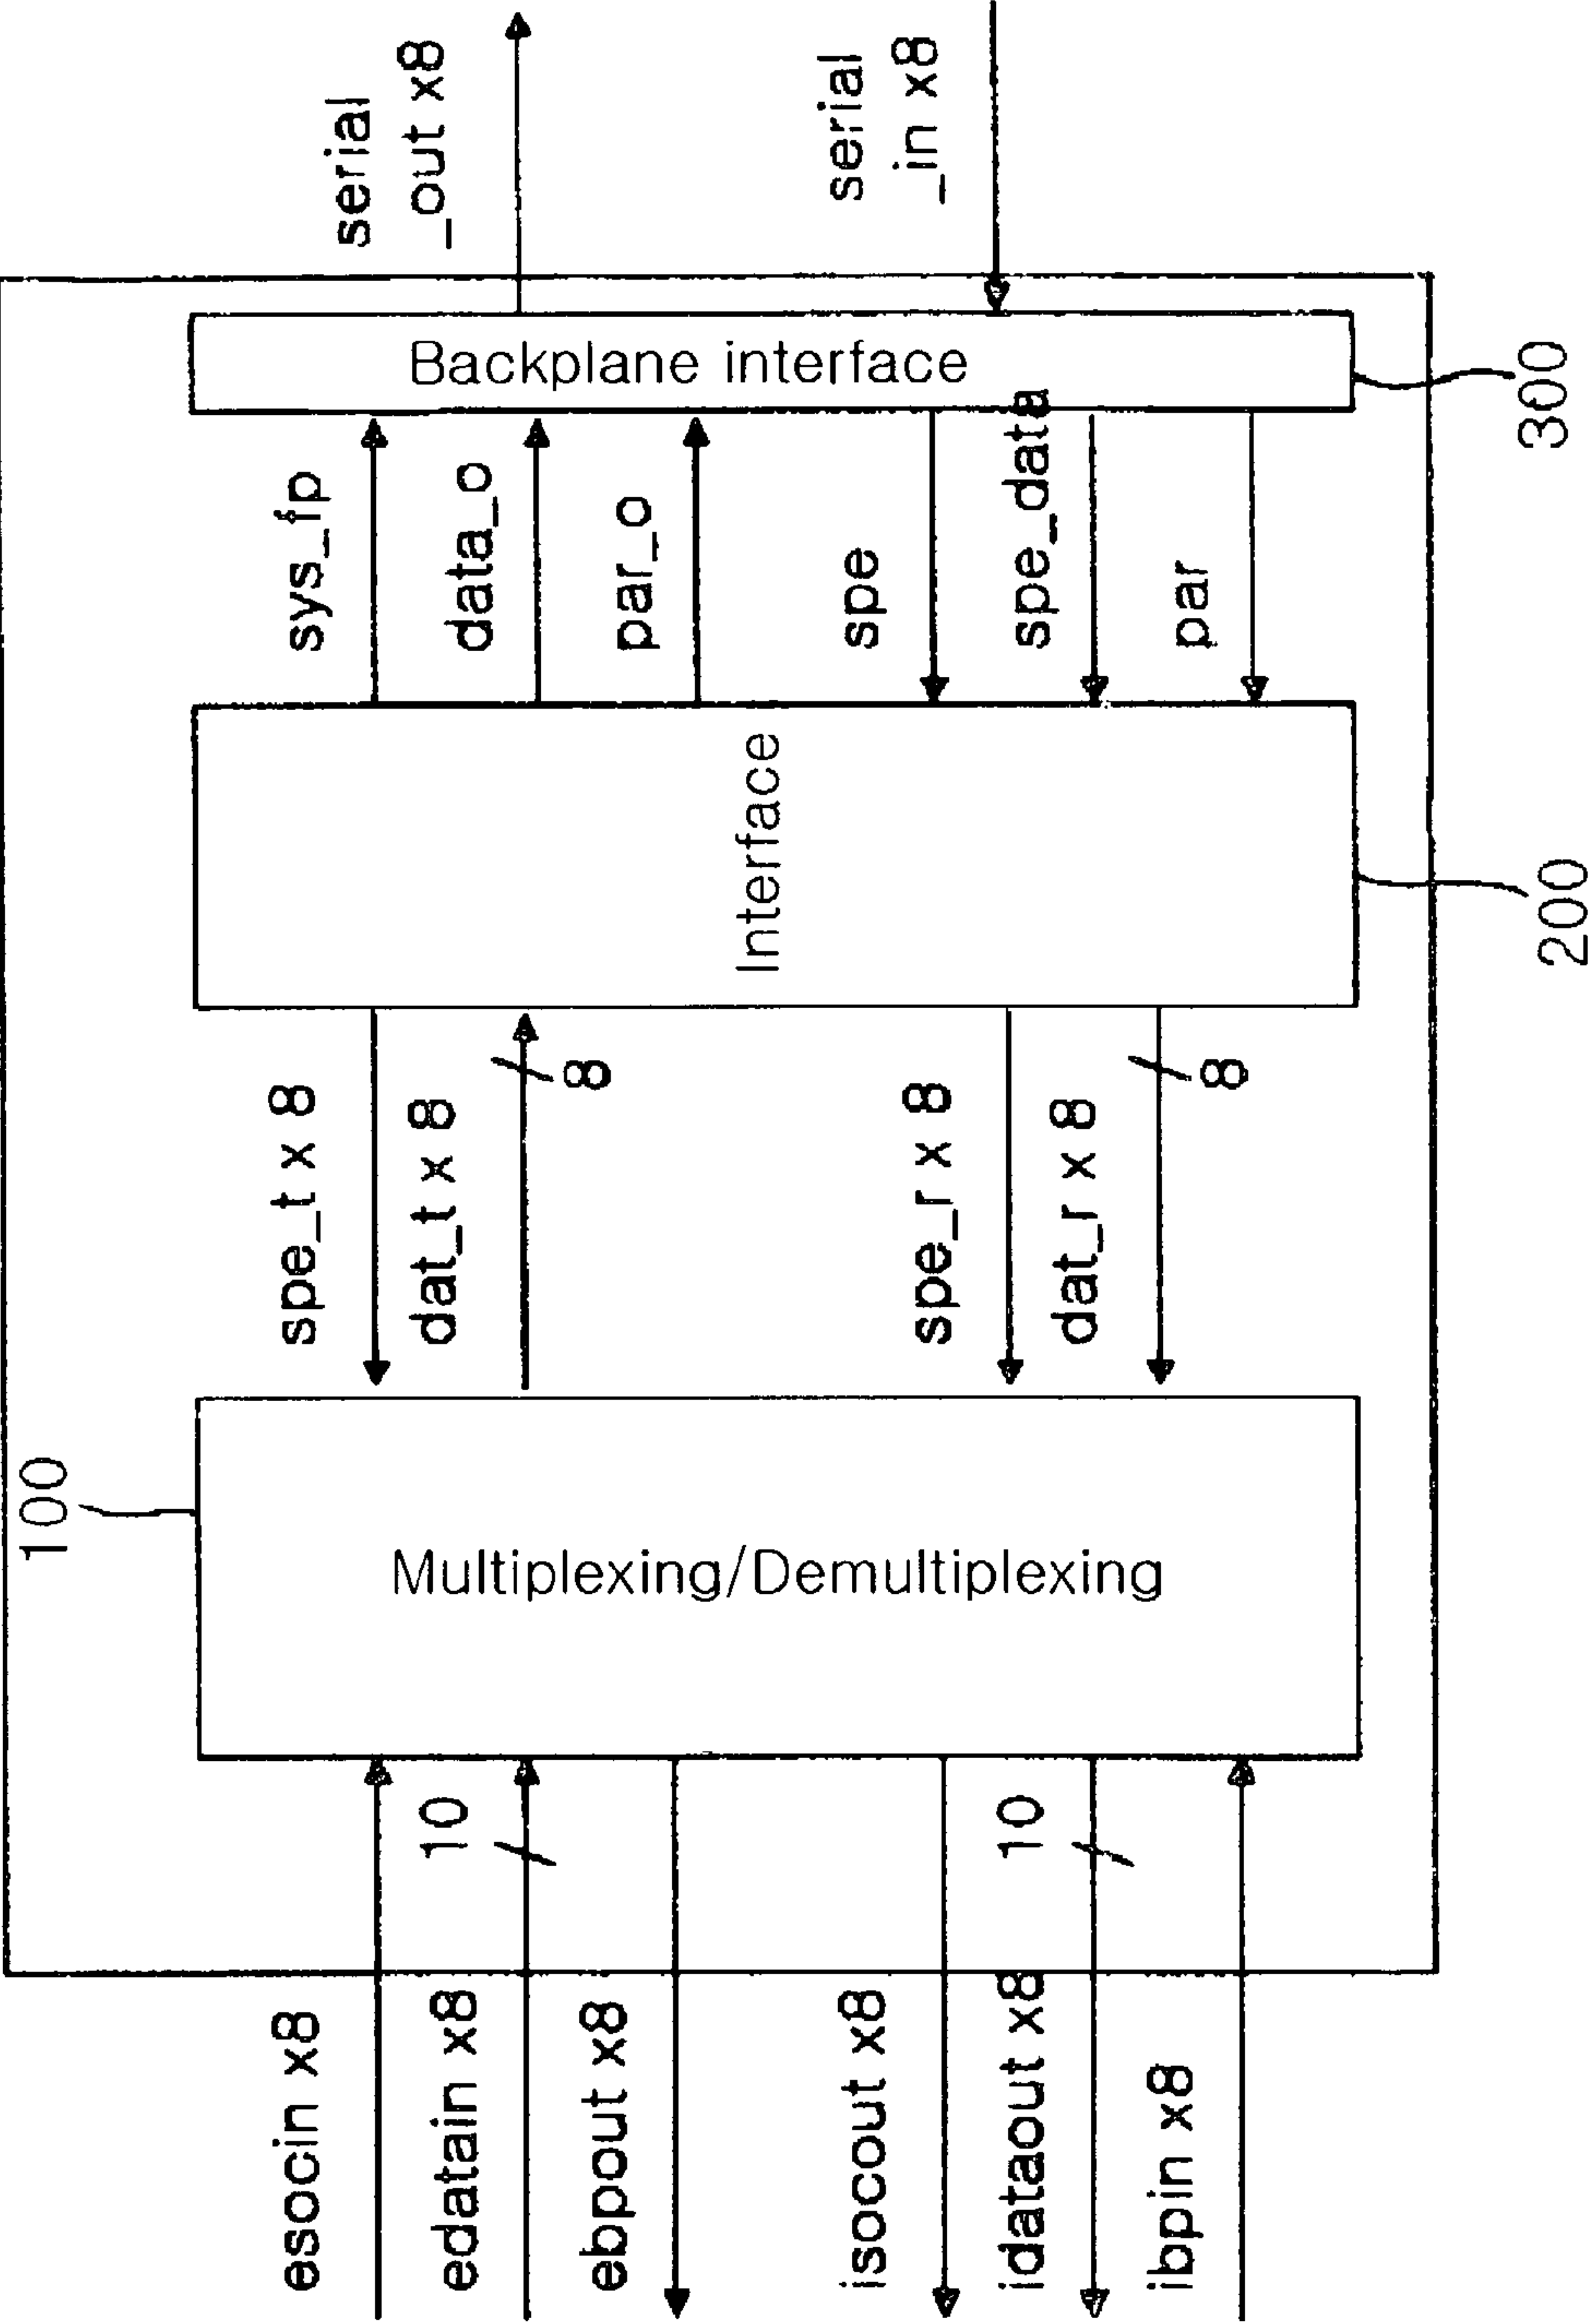 serial
_out x8
serial
_in x8
Backplane interface
300
sys_fp
data_o
par_o
spe
spe_data
par
Interface
200
spe_t x 8
dat_t x 8
8
spe_r x 8
dat_r x 8
8
100
Multiplexing/Demultiplexing
10
10
esocin x8
edatain x8
ebpout x8
isocout x8
idataout x8
ibpin x8